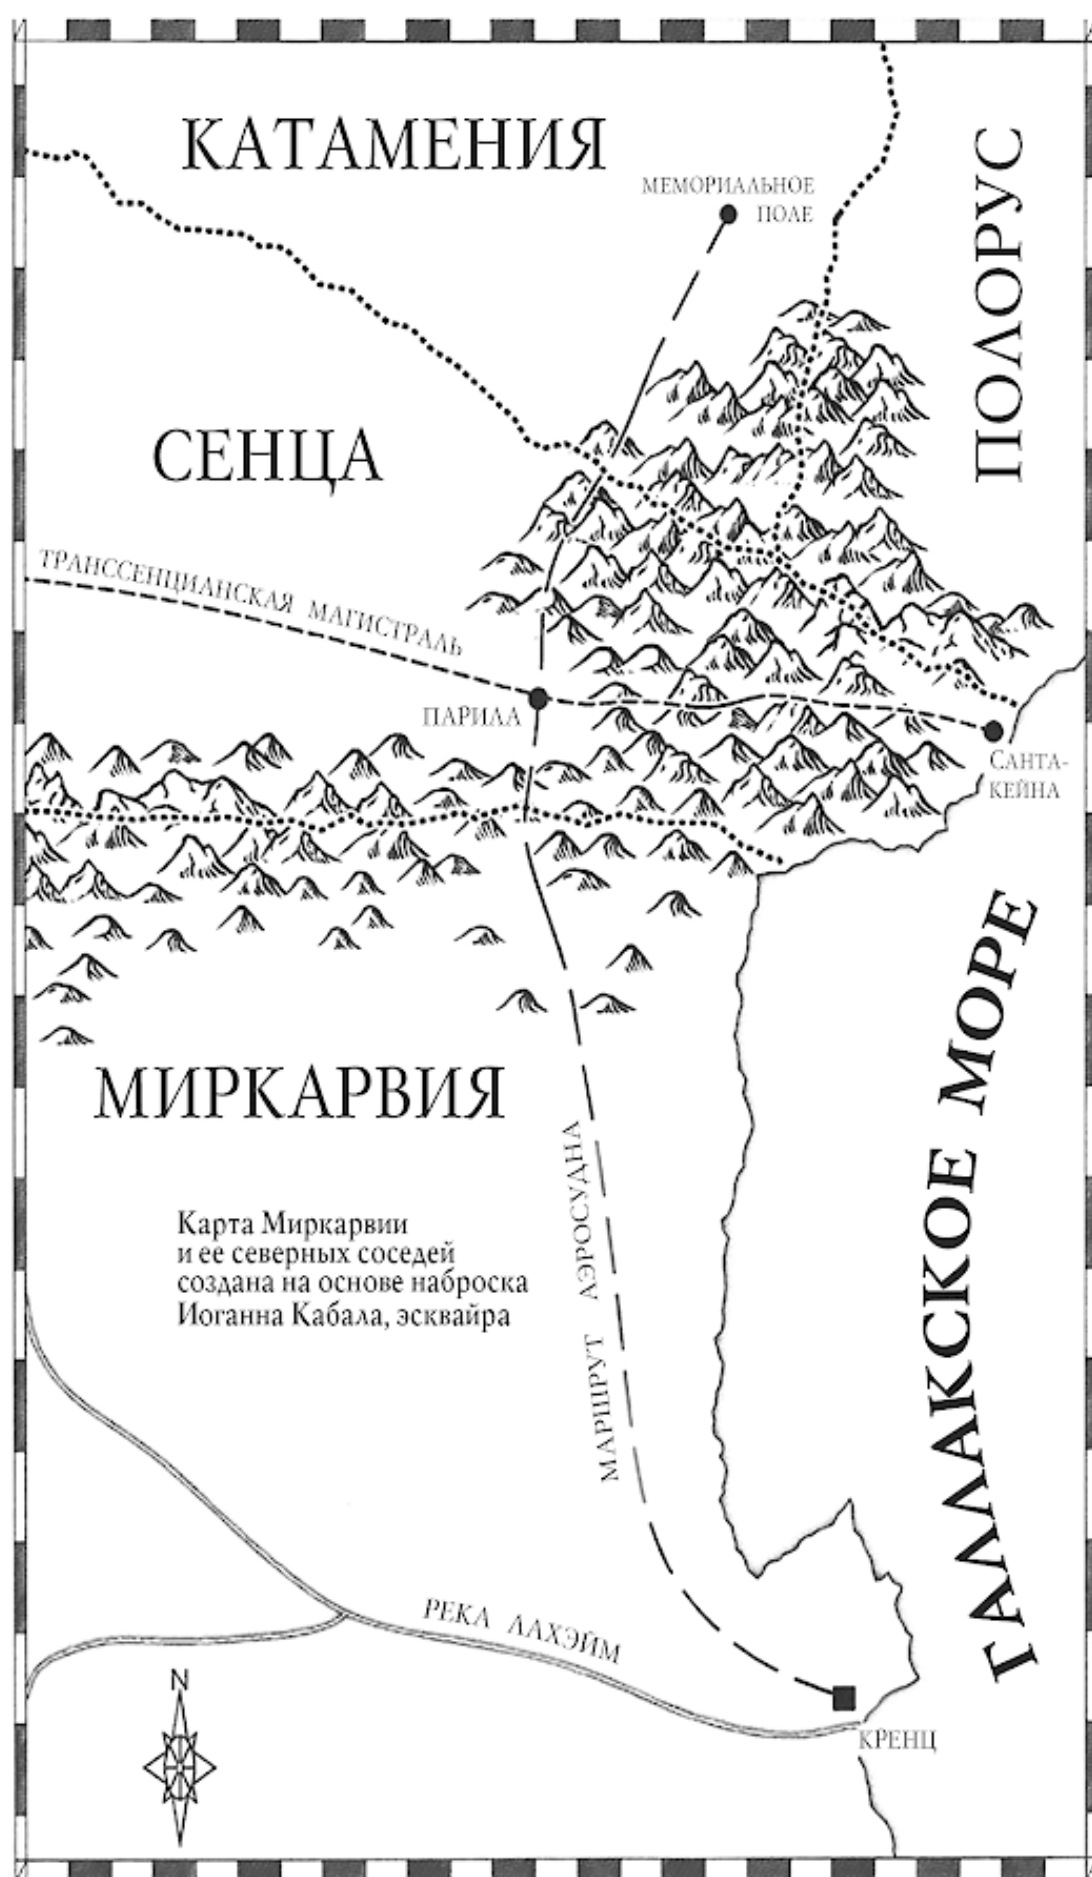 КАТАМЕНИЯ
МЕМОРИАЛЬНОЕ
ПОЛЕ
ПОЛОРУС
СЕНЦА
ТРАНССЕНЦИАНСКАЯ МАГИСТРАЛЬ
ПАРИЛА
САНТА-
КЕЙНА
МИРКАРВИЯ
ГАЛЛАКСКОЕ МОРЕ
МАРШРУТ АЭРОСУДНА
Карта Миркарвии
и ее северных соседей
создана на основе наброска
Иоганна Кабала, эсквайра
РЕКА ЛАХЭЙМ
N
КРЕНЦ